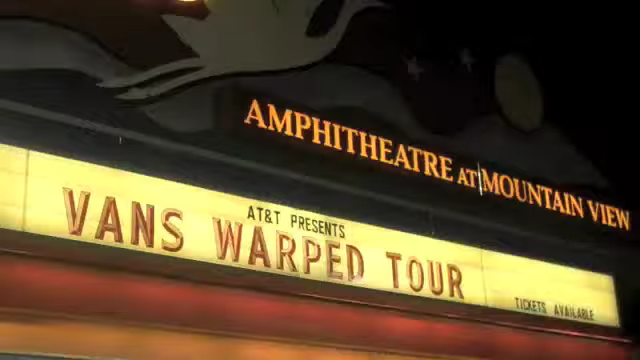 AMPHITHEATRE AT MOUNTAIN VIEW
AT&T PRESENTS
VANS WARPED TOUR
TICKETS AVAILABLE